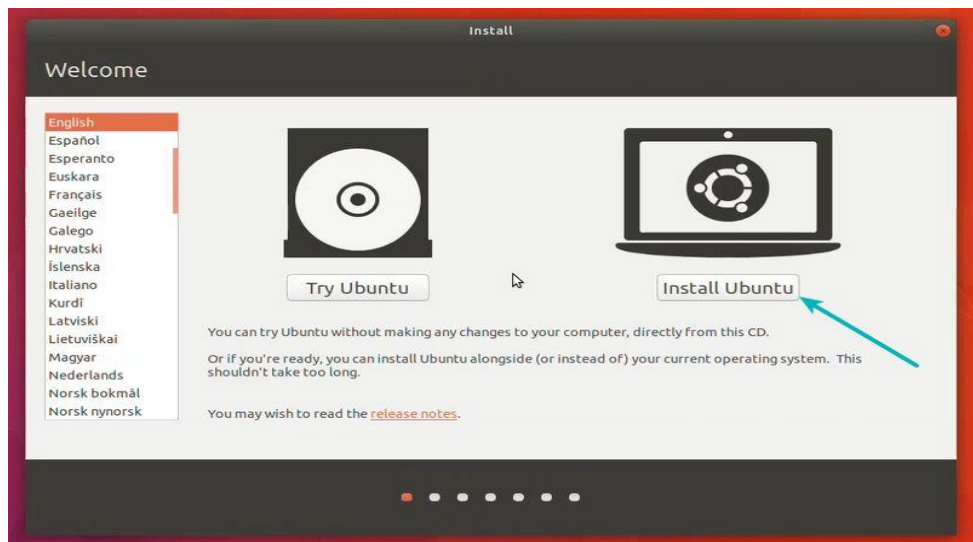 Install
Welcome
English
Español
Esperanto
Euskara
Français
Gaeilge
Galego
Hrvatski
Íslenska
Italiano
Kurdî
Latviski
Lietuviškai
Magyar
Nederlands
Norsk bokmål
Norsk nynorsk
Try Ubuntu
Install Ubuntu
You can try Ubuntu without making any changes to your computer, directly from this CD.
Or if you're ready, you can install Ubuntu alongside (or instead of) your current operating system. This
shouldn't take too long.
You may wish to read the release notes.